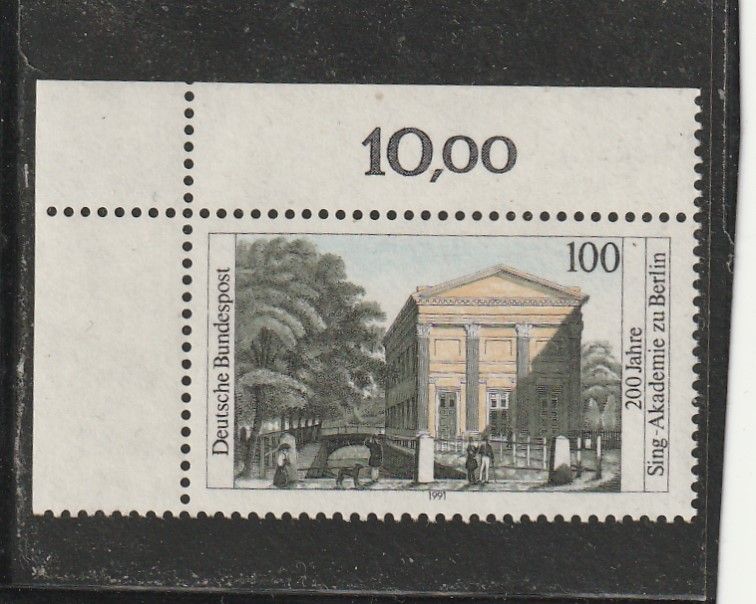 10,00
100
Deutsche Bundespost
200 Jahre
Sing-Akademie zu Berlin
1991